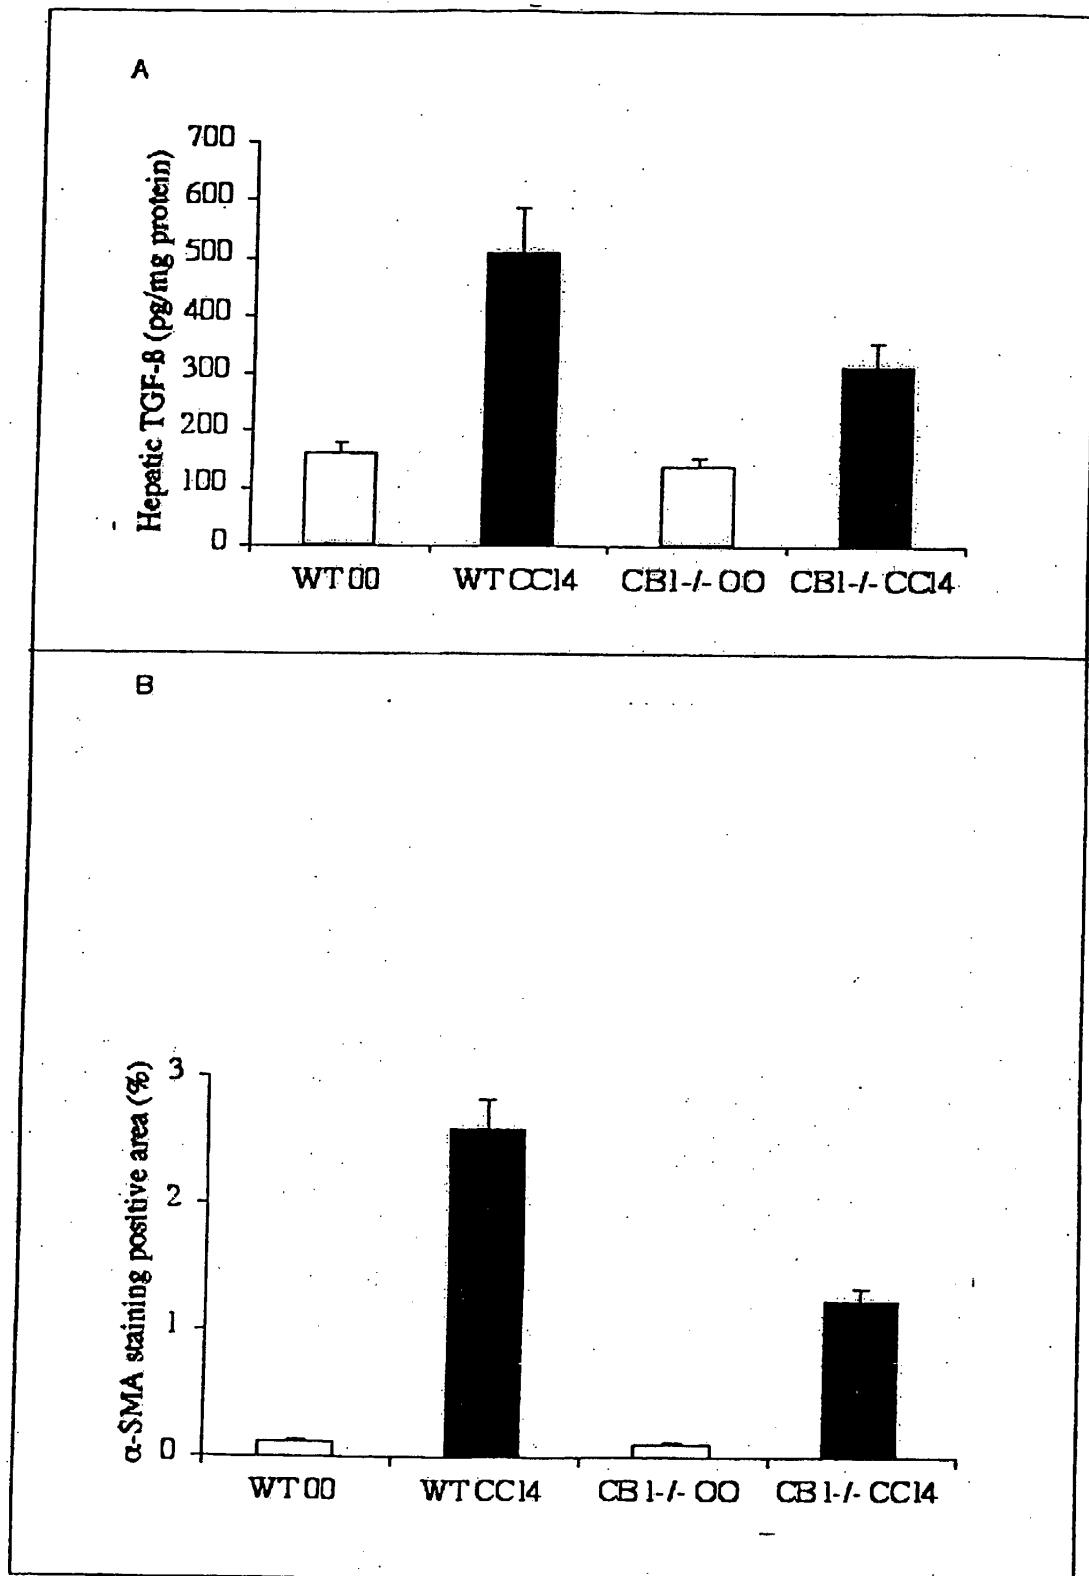 A
Hepatic TGF-ß (pg/mg protein)
700
600
500
400
300
200
100
0
WT OO
WT CCl4
CB1-/- OO
CB1-/- CCl4
B
α-SMA staining positive area (%)
3
2
1
0
WT OO
WT CCl4
CB1-/- OO
CB1-/- CCl4